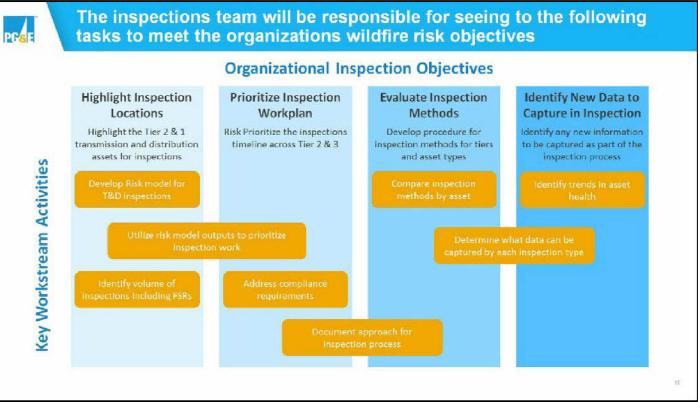 The inspections team will be responsible for seeing to the following
tasks to meet the organizations wildfire risk objectives
PG&E
Organizational Inspection Objectives
Key Workstream Activities
Highlight Inspection
Locations
Highlight the Tier 2 & 1
transmission and distribution
assets for inspections
Develop Risk model for
T&D Inspections
Utilize risk model outputs to prioritize
inspection work
Identify volume of
Inspections Including PSRs
Prioritize Inspection
Workplan
Risk Prioritize the inspections
timeline across Tier 2 & 3
Address compliance
requirements
Document approach for
inspection process
Evaluate Inspection
Methods
Develop procedure for
inspection methods for tiers
and asset types
Compare inspection
methods by asset
Determine what data can be
captured by each inspection type
Identify New Data to
Capture in Inspection
Identify any new information
to be captured as part of the
inspection process
Identify trends in asset
health